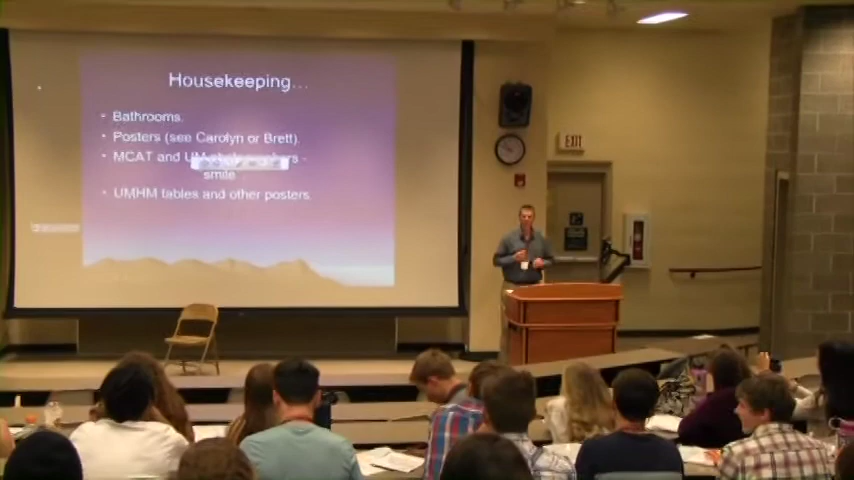 Housekeeping...
• Bathrooms.
• Posters (see Carolyn or Brett).
• MCAT and UM -
smile
• UMHM tables and other posters.
EXIT